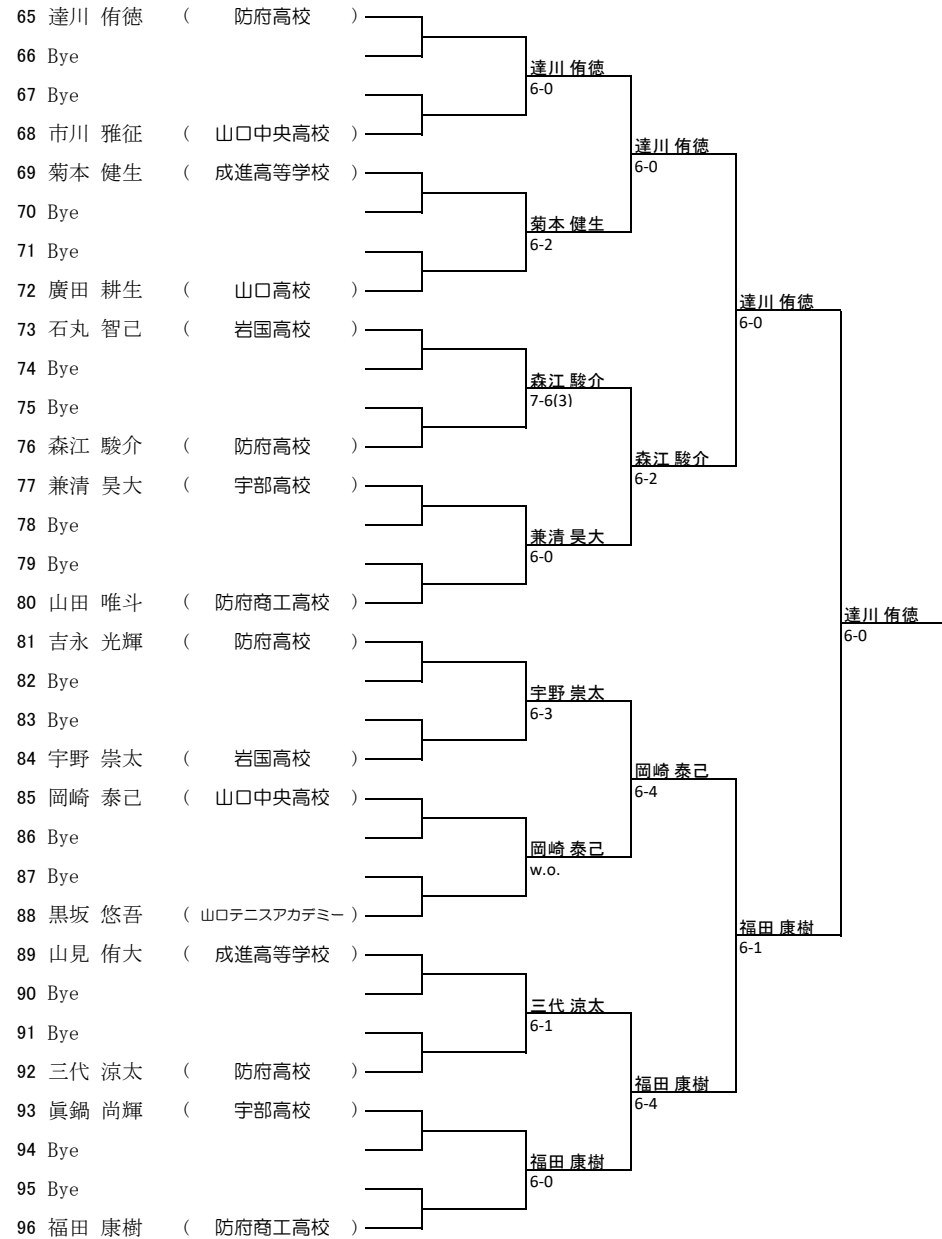 65 達川 侑徳 ( 防府高校 )
66 Bye
達川 侑徳
6-0
67 Bye
68 市川 雅征 ( 山口中央高校 )
達川 侑徳
6-0
69 菊本 健生 ( 成進高等学校 )
70 Bye
菊本 健生
6-2
71 Bye
72 廣田 耕生 ( 山口高校 )
達川 侑徳
6-0
73 石丸 智己 ( 岩国高校 )
74 Bye
森江 駿介
7-6(3)
75 Bye
76 森江 駿介 ( 防府高校 )
森江 駿介
6-2
77 兼清 昊大 ( 宇部高校 )
78 Bye
兼清 昊大
6-0
79 Bye
80 山田 唯斗 ( 防府商工高校 )
達川 侑徳
6-0
81 吉永 光輝 ( 防府高校 )
82 Bye
宇野 崇太
6-3
83 Bye
84 宇野 崇太 ( 岩国高校 )
岡崎 泰己
6-4
85 岡崎 泰己 ( 山口中央高校 )
86 Bye
岡崎 泰己
w.o.
87 Bye
88 黒坂 悠吾 ( 山口テニスアカデミー )
福田 康樹
6-1
89 山見 侑大 ( 成進高等学校 )
90 Bye
三代 涼太
6-1
91 Bye
92 三代 涼太 ( 防府高校 )
福田 康樹
6-4
93 眞鍋 尚輝 ( 宇部高校 )
94 Bye
福田 康樹
6-0
95 Bye
96 福田 康樹 ( 防府商工高校 )